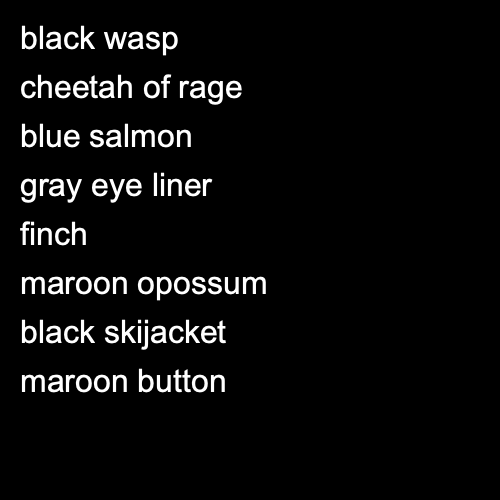 black wasp
cheetah of rage
blue salmon
gray eye liner
finch
maroon opossum
black skijacket
maroon button